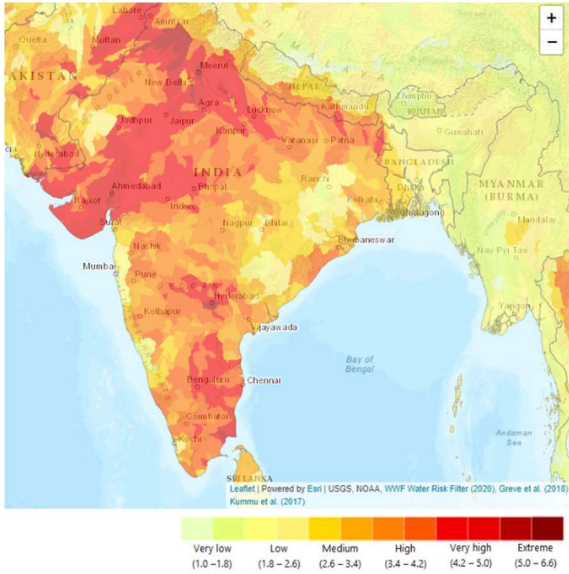 Lahore
Amritsar
+
Quetta
Multan
−
AKISTAN
Meerut
New Delhi
NEPAL
Agra
Lucknow
Kathmandu
Thimphu
BHUTAN
Jodhpur
Jaipur
Kanpur
Guwahati
Varanasi
Patna
Hyderabad
INDIA
BANGLADESH
Ranchi
Rajkot
Ahmedabad
Bhopal
Dhaka
MYANMAR
(BURMA)
Indore
Kolkata
Chittagong
Surat
Nagpur
Bhilai
Mandalay
Nashik
Bhubaneswar
Nay Pyi Taw
Mumba
Pune
DECCAN
Hyderabad
Yangon
Kolhapur
Vijayawada
Bay of
Bengal
Bengaluru
Chennai
Coimbatore
Andaman
Sea
Kochi
SRI LANKA
Leaflet | Powered by Esri | USGS, NOAA, WWF Water Risk Filter (2020), Greve et al. (2018)
Kummu et al. (2017)
Very low Low Medium High Very high Extreme
(1.0 –1.8) (1.8 – 2.6) (2.6 – 3.4) (3.4 – 4.2) (4.2 – 5.0) (5.0 – 6.6)